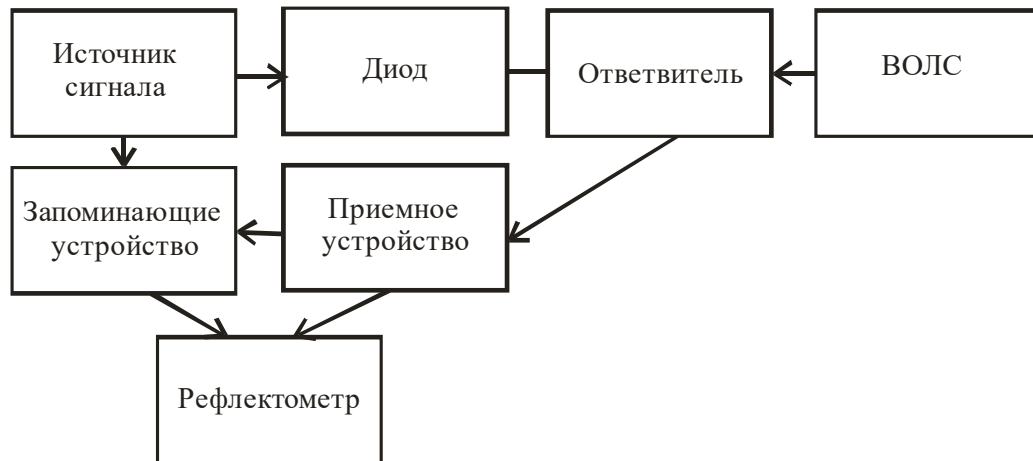 Источник
сигнала
Диод
Ответвитель
ВОЛС
Запоминающие
устройство
Приемное
устройство
Рефлектометр